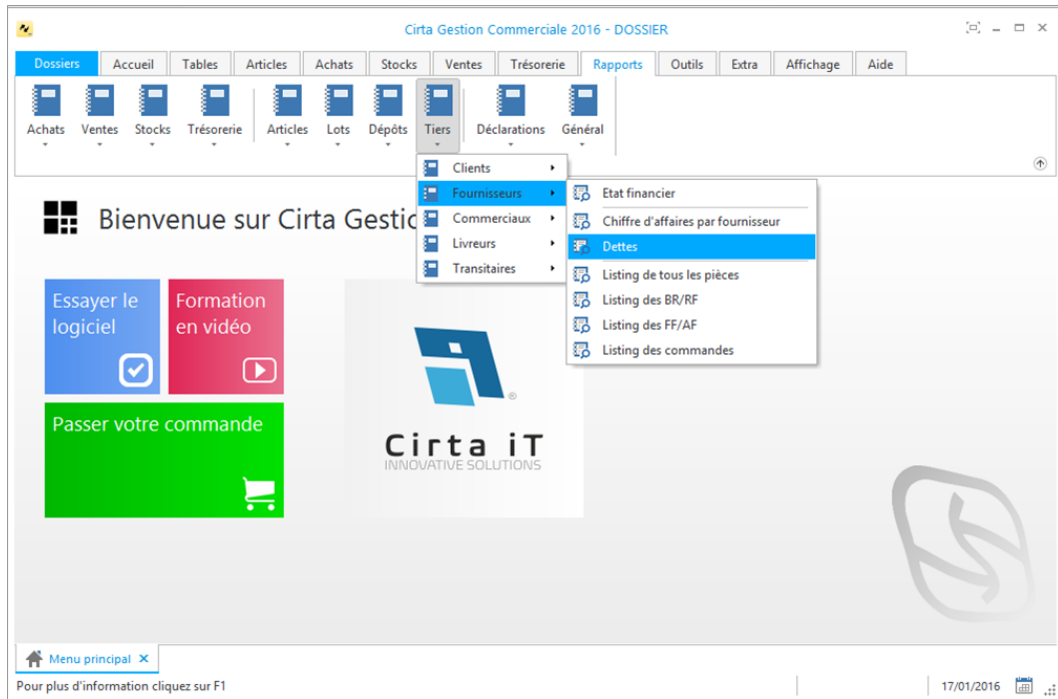 Cirta Gestion Commerciale 2016 - DOSSIER
Dossiers Accueil Tables Articles Achats Stocks Ventes Trésorerie Rapports Outils Extra Affichage Aide
Achats Ventes Stocks Trésorerie Articles Lots Dépôts Tiers Déclarations Général
Clients
Fournisseurs
Commerciaux
Livreurs
Transitaires
Etat financier
Chiffre d'affaires par fournisseur
Dettes
Listing de tous les pièces
Listing des BR/RF
Listing des FF/AF
Listing des commandes
Bienvenue sur Cirta Gestic
Essayer le
logiciel
Formation
en vidéo
Passer votre commande
Cirta iT
INNOVATIVE SOLUTIONS
®
Menu principal
Pour plus d'information cliquez sur F1
17/01/2016